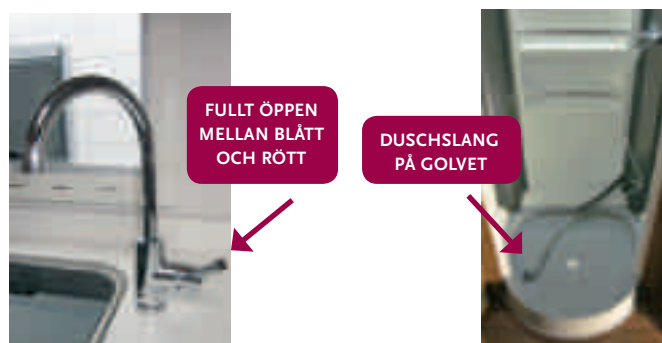 FULLT ÖPPEN
MELLAN BLÅTT
OCH RÖTT
DUSCHSLANG
PÅ GOLVET